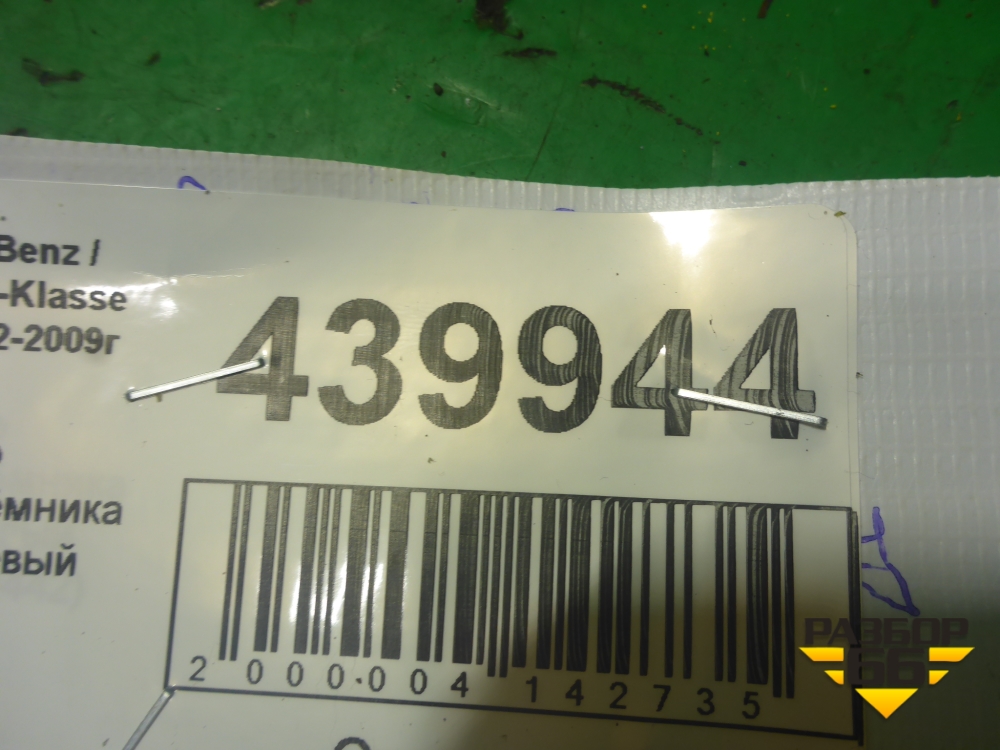 Benz /
-Klasse
2-2009г
439944
емника
вый
2 000004 142735
РАЗБОР
66